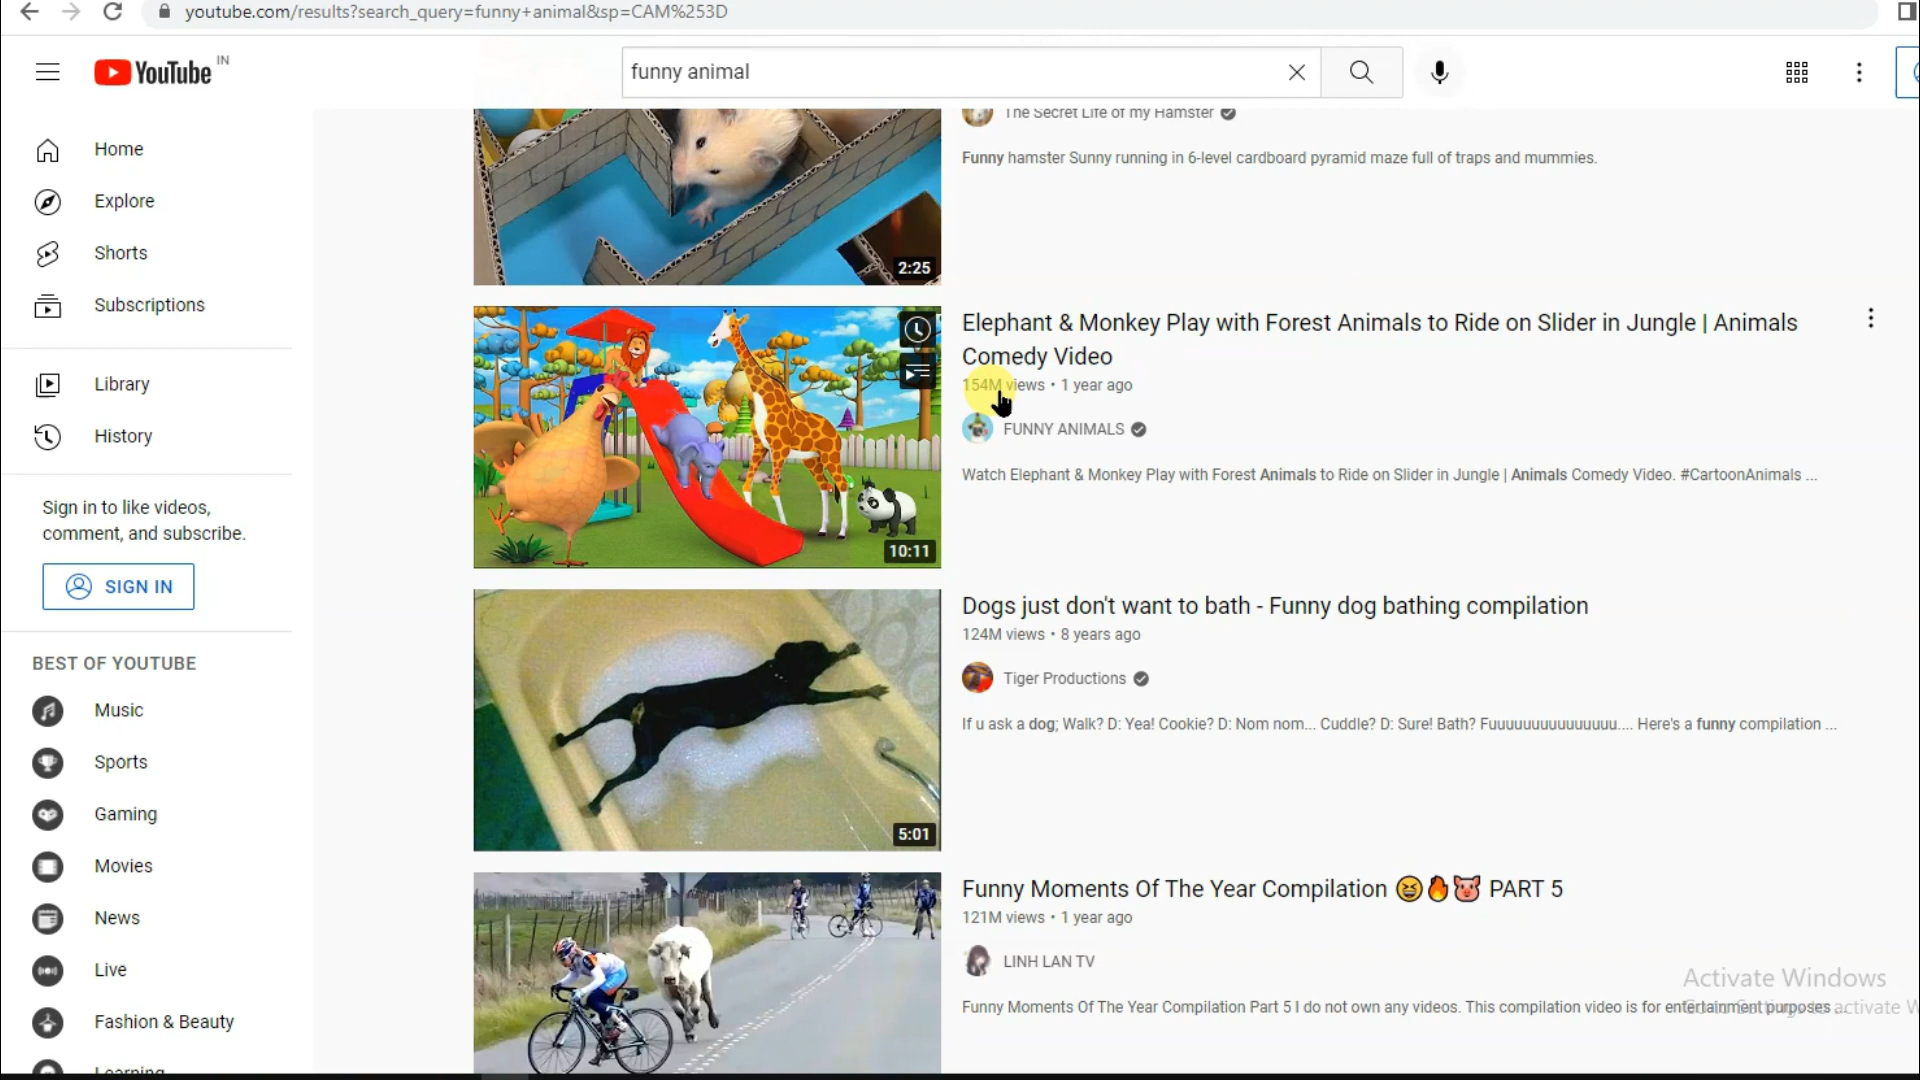 youtube.com/results?search_query=funny+animal&sp=CAM%253D
YouTube IN
funny animal
Home
Explore
Shorts
Subscriptions
Library
History
Sign in to like videos,
comment, and subscribe.
SIGN IN
BEST OF YOUTUBE
Music
Sports
Gaming
Movies
News
Live
Fashion & Beauty
Learning
The Secret Life of my Hamster
Funny hamster Sunny running in 6-level cardboard pyramid maze full of traps and mummies.
2:25
Elephant & Monkey Play with Forest Animals to Ride on Slider in Jungle | Animals
Comedy Video
154M views • 1 year ago
FUNNY ANIMALS
Watch Elephant & Monkey Play with Forest Animals to Ride on Slider in Jungle | Animals Comedy Video. #CartoonAnimals ...
10:11
Dogs just don't want to bath - Funny dog bathing compilation
124M views • 8 years ago
Tiger Productions
If u ask a dog; Walk? D: Yea! Cookie? D: Nom nom... Cuddle? D: Sure! Bath? Fuuuuuuuuuuuuuu.... Here's a funny compilation ...
5:01
Funny Moments Of The Year Compilation 😆🔥🐷 PART 5
121M views • 1 year ago
LINH LAN TV
Funny Moments Of The Year Compilation Part 5 I do not own any videos. This compilation video is for entertainment purposes
Activate Windows
Go to Settings to activate W